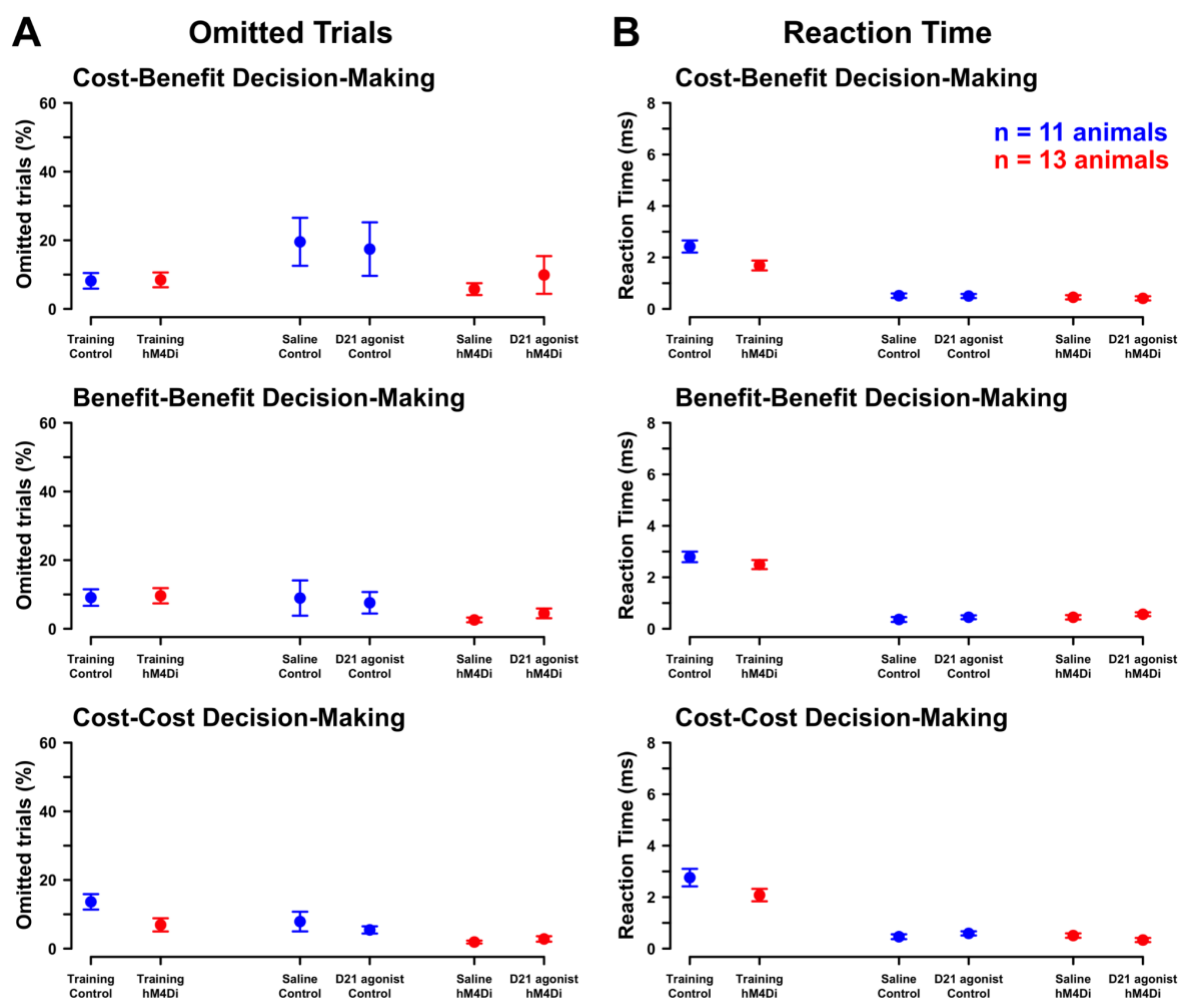 A
Omitted Trials
Cost-Benefit Decision-Making
Omitted trials (%)
60
40
20
0
Training Control
Training hM4Di
Saline Control
D21 agonist Control
Saline hM4Di
D21 agonist hM4Di
Benefit-Benefit Decision-Making
Omitted trials (%)
60
40
20
0
Training Control
Training hM4Di
Saline Control
D21 agonist Control
Saline hM4Di
D21 agonist hM4Di
Cost-Cost Decision-Making
Omitted trials (%)
60
40
20
0
Training Control
Training hM4Di
Saline Control
D21 agonist Control
Saline hM4Di
D21 agonist hM4Di
B
Reaction Time
Cost-Benefit Decision-Making
n = 11 animals
n = 13 animals
Reaction Time (ms)
8
6
4
2
0
Training Control
Training hM4Di
Saline Control
D21 agonist Control
Saline hM4Di
D21 agonist hM4Di
Benefit-Benefit Decision-Making
Reaction Time (ms)
8
6
4
2
0
Training Control
Training hM4Di
Saline Control
D21 agonist Control
Saline hM4Di
D21 agonist hM4Di
Cost-Cost Decision-Making
Reaction Time (ms)
8
6
4
2
0
Training Control
Training hM4Di
Saline Control
D21 agonist Control
Saline hM4Di
D21 agonist hM4Di